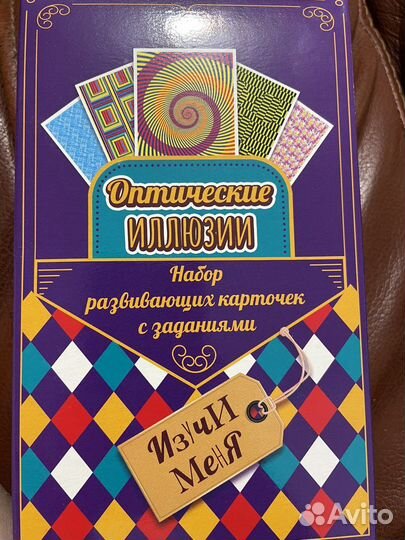 Оптические
ИЛЛЮЗИИ
Набор
развивающих карточек
с заданиями
ИзучИ
МеНЯ
Avito